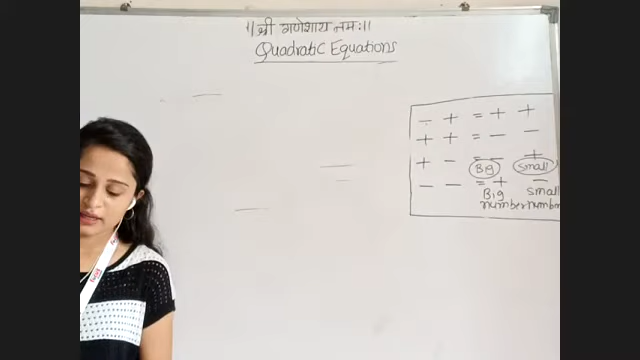 ॥ श्री गणेशाय नमः ॥
Quadratic Equations
- + = + +
+ + = - -
+ - = - +
Big small
- - = + -
Big small
number number